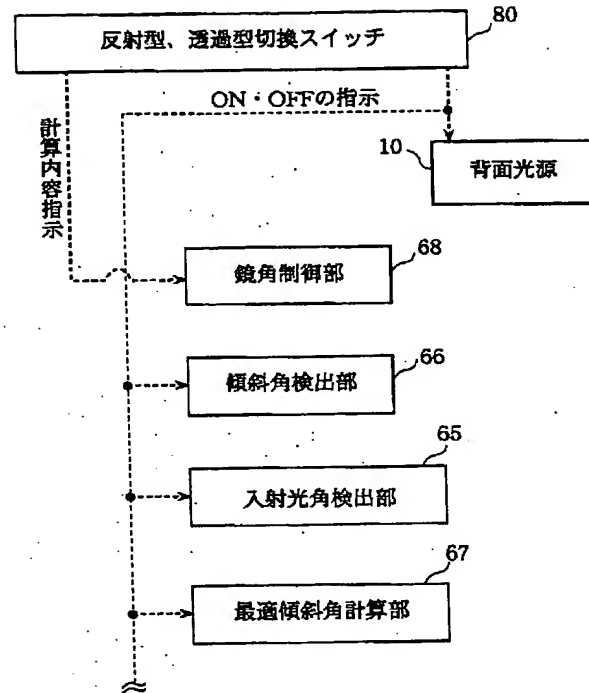 反射型、透過型切換スイッチ
80
ON・OFFの指示
計算内容指示
10
背面光源
68
鏡角制御部
66
傾斜角検出部
65
入射光角検出部
67
最適傾斜角計算部